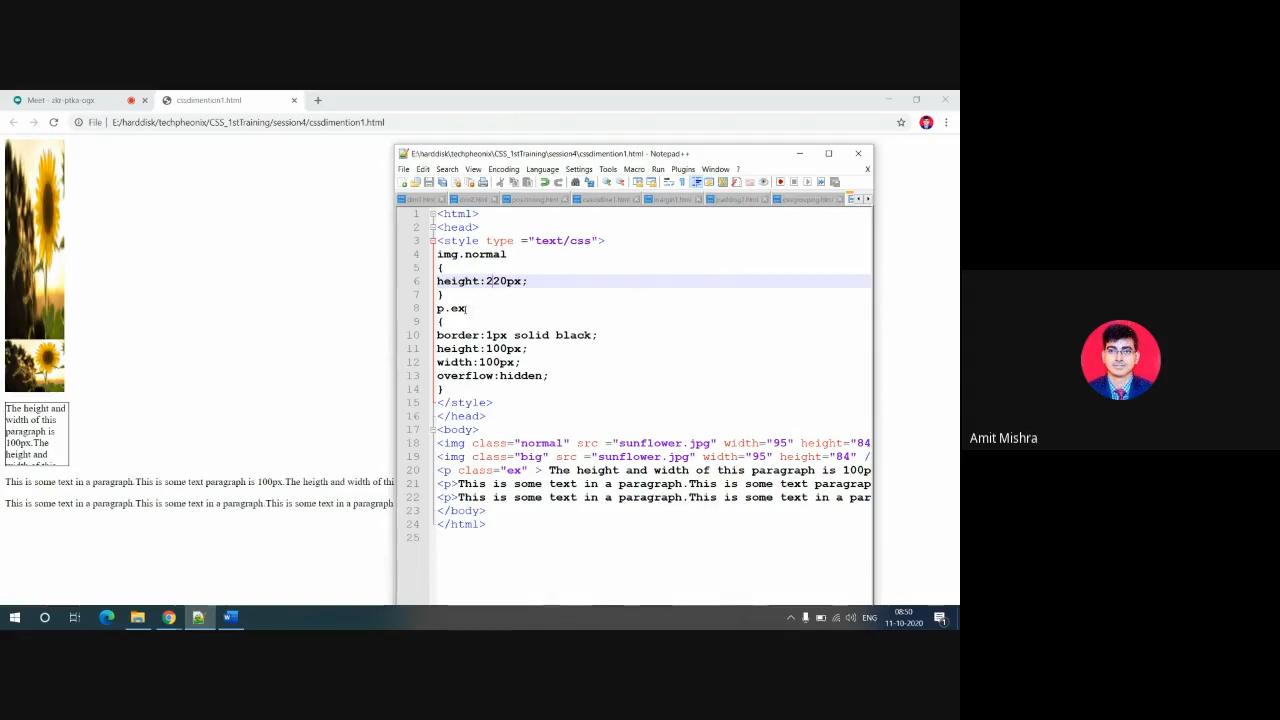 Meet - zkr-ptka-ogx
cssdimention1.html
File | E:/harddisk/techpheonix/CSS_1stTraining/session4/cssdimention1.html
The height and
width of this
paragraph is
100px.The
height and
width of this
This is some text in a paragraph.This is some text paragraph is 100px.The heigth and width of thi
This is some text in a paragraph.This is some text in a paragraph.This is some text in a paragraph
E:\harddisk\techpheonix\CSS_1stTraining\session4\cssdimention1.html - Notepad++
File Edit Search View Encoding Language Settings Tools Macro Run Plugins Window ?
X
1 <html>
2 <head>
3 <style type ="text/css">
4 img.normal
5 {
6 height:220px;
7 }
8 p.ex
9 {
10 border:1px solid black;
11 height:100px;
12 width:100px;
13 overflow:hidden;
14 }
15 </style>
16 </head>
17 <body>
18 <img class="normal" src ="sunflower.jpg" width="95" height="84
19 <img class="big" src ="sunflower.jpg" width="95" height="84" /
20 <p class="ex" > The height and width of this paragraph is 100p
21 <p>This is some text in a paragraph.This is some text paragrap
22 <p>This is some text in a paragraph.This is some text in a par
23 </body>
24 </html>
25
Amit Mishra
ENG
08:50
11-10-2020